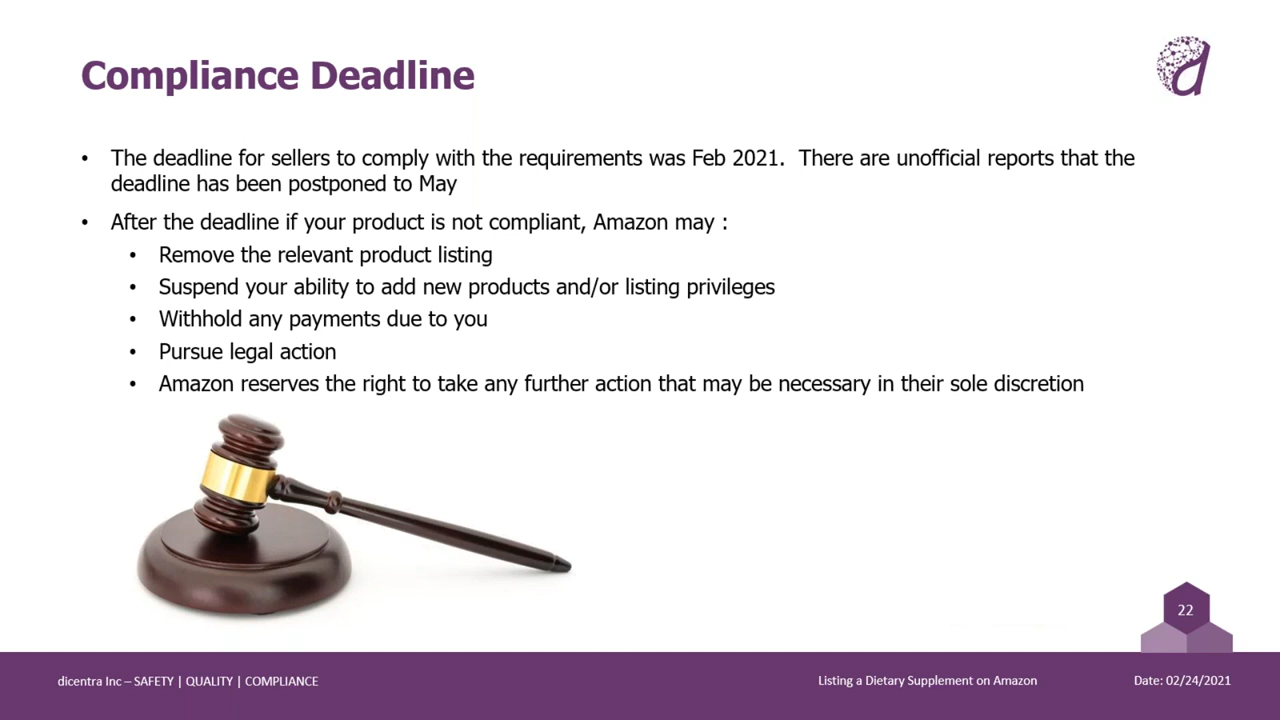 Compliance Deadline
• The deadline for sellers to comply with the requirements was Feb 2021.  There are unofficial reports that the
deadline has been postponed to May
• After the deadline if your product is not compliant, Amazon may :
• Remove the relevant product listing
• Suspend your ability to add new products and/or listing privileges
• Withhold any payments due to you
• Pursue legal action
• Amazon reserves the right to take any further action that may be necessary in their sole discretion
22
dicentra Inc – SAFETY | QUALITY | COMPLIANCE
Listing a Dietary Supplement on Amazon
Date: 02/24/2021